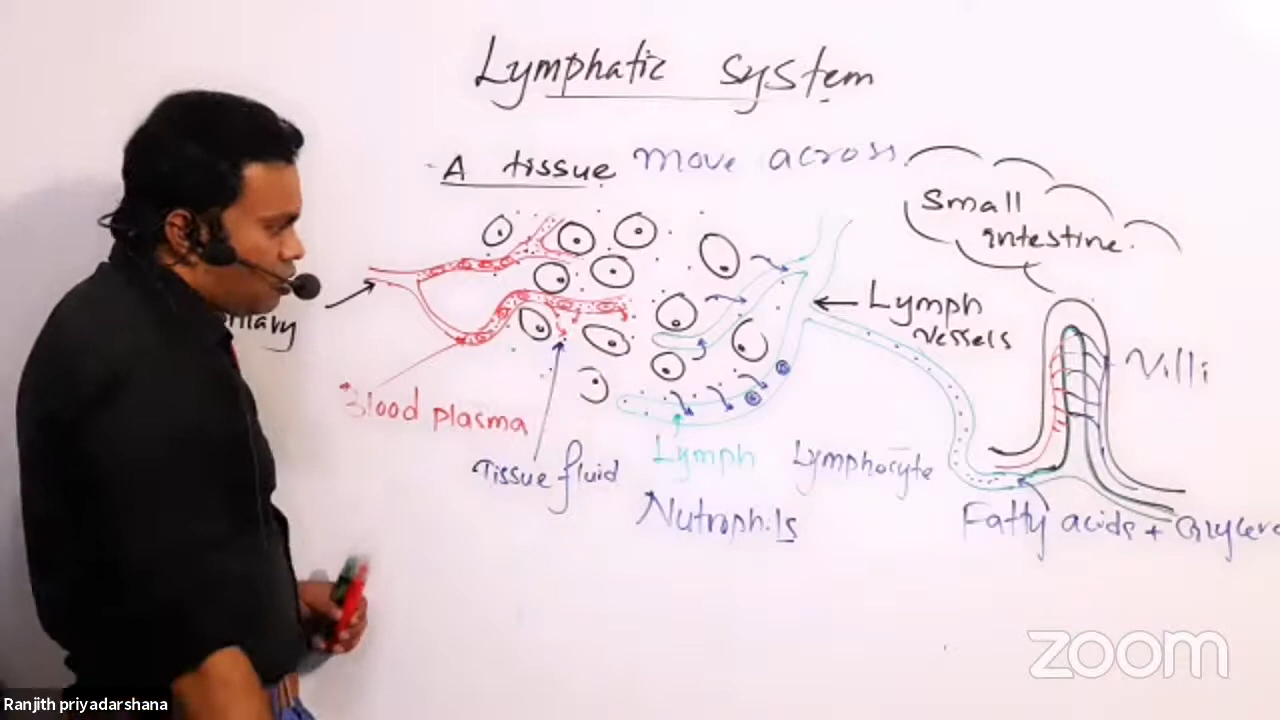 Lymphatic system
A tissue move across
Small
intestine.
Lymph
vessels
Villi
Blood plasma
Tissue fluid
Lymph
Lymphocyte
Nutrophils
Fatty acids +
zoom
Ranjith priyadarshana